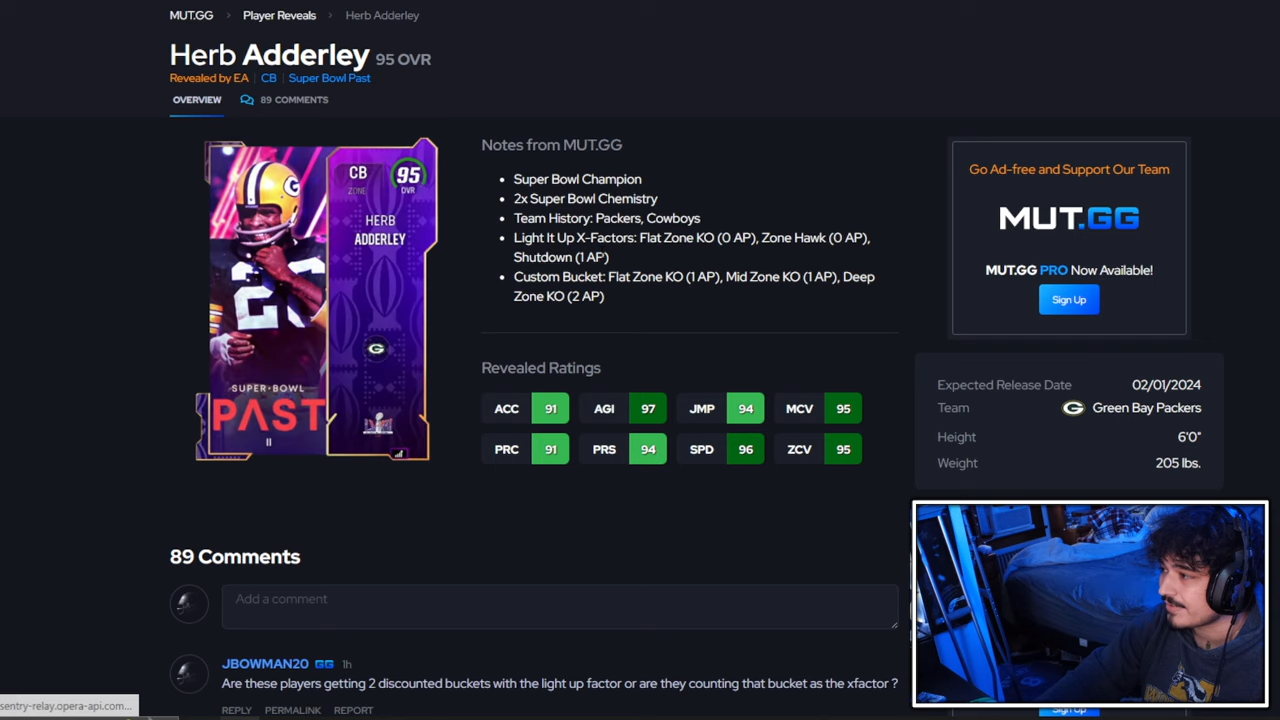 MUT.GG > Player Reveals > Herb Adderley
Herb Adderley 95 OVR
Revealed by EA | CB | Super Bowl Past
OVERVIEW 89 COMMENTS
CB
ZONE
95
OVR
HERB
ADDERLEY
SUPER BOWL
PAST
II
Notes from MUT.GG
• Super Bowl Champion
• 2x Super Bowl Chemistry
• Team History: Packers, Cowboys
• Light It Up X-Factors: Flat Zone KO (0 AP), Zone Hawk (0 AP),
Shutdown (1 AP)
• Custom Bucket: Flat Zone KO (1 AP), Mid Zone KO (1 AP), Deep
Zone KO (2 AP)
Revealed Ratings
ACC 91 AGI 97 JMP 94 MCV 95
PRC 91 PRS 94 SPD 96 ZCV 95
Go Ad-free and Support Our Team
MUT.GG
MUT.GG PRO Now Available!
Sign Up
Expected Release Date 02/01/2024
Team Green Bay Packers
Height 6'0"
Weight 205 lbs.
89 Comments
Add a comment
JBOWMAN20 GG 1h
Are these players getting 2 discounted buckets with the light up factor or are they counting that bucket as the xfactor ?
REPLY PERMALINK REPORT
sentry-relay.opera-api.com...
Sign Up